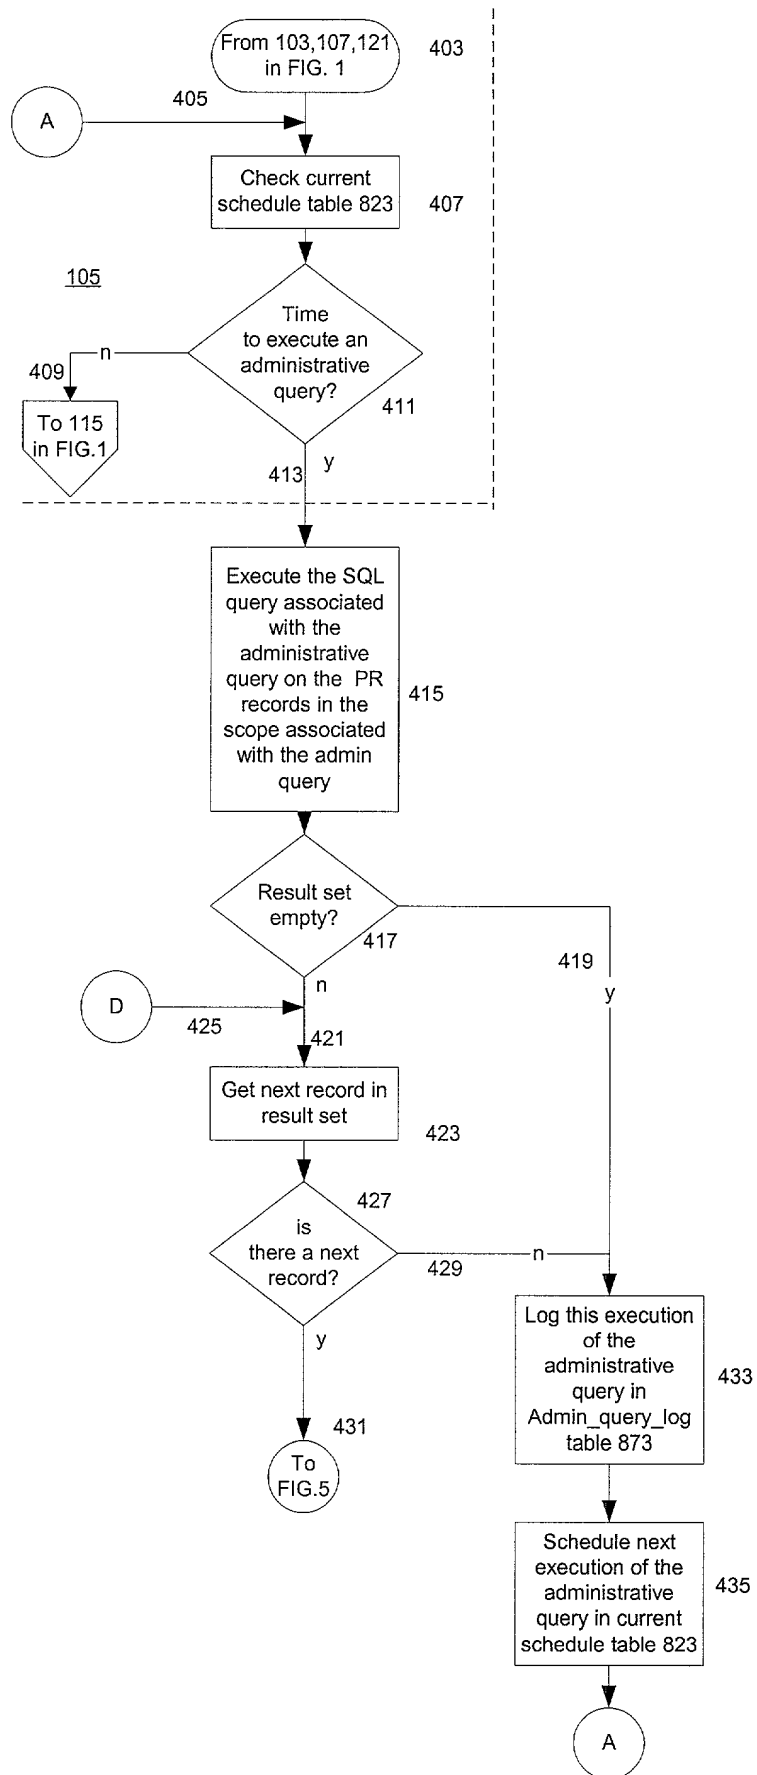 From 103,107,121
in FIG. 1
403
405
A
Check current
schedule table 823
407
105
Time
to execute an
administrative
query?
n
409
411
To 115
in FIG.1
y
413
Execute the SQL
query associated
with the
administrative
query on the PR
records in the
scope associated
with the admin
query
415
Result set
empty?
417
419
y
n
D
425
421
Get next record in
result set
423
427
is
there a next
record?
n
429
y
Log this execution
of the
administrative
query in
Admin_query_log
table 873
433
431
To
FIG.5
Schedule next
execution of the
administrative
query in current
schedule table 823
435
A